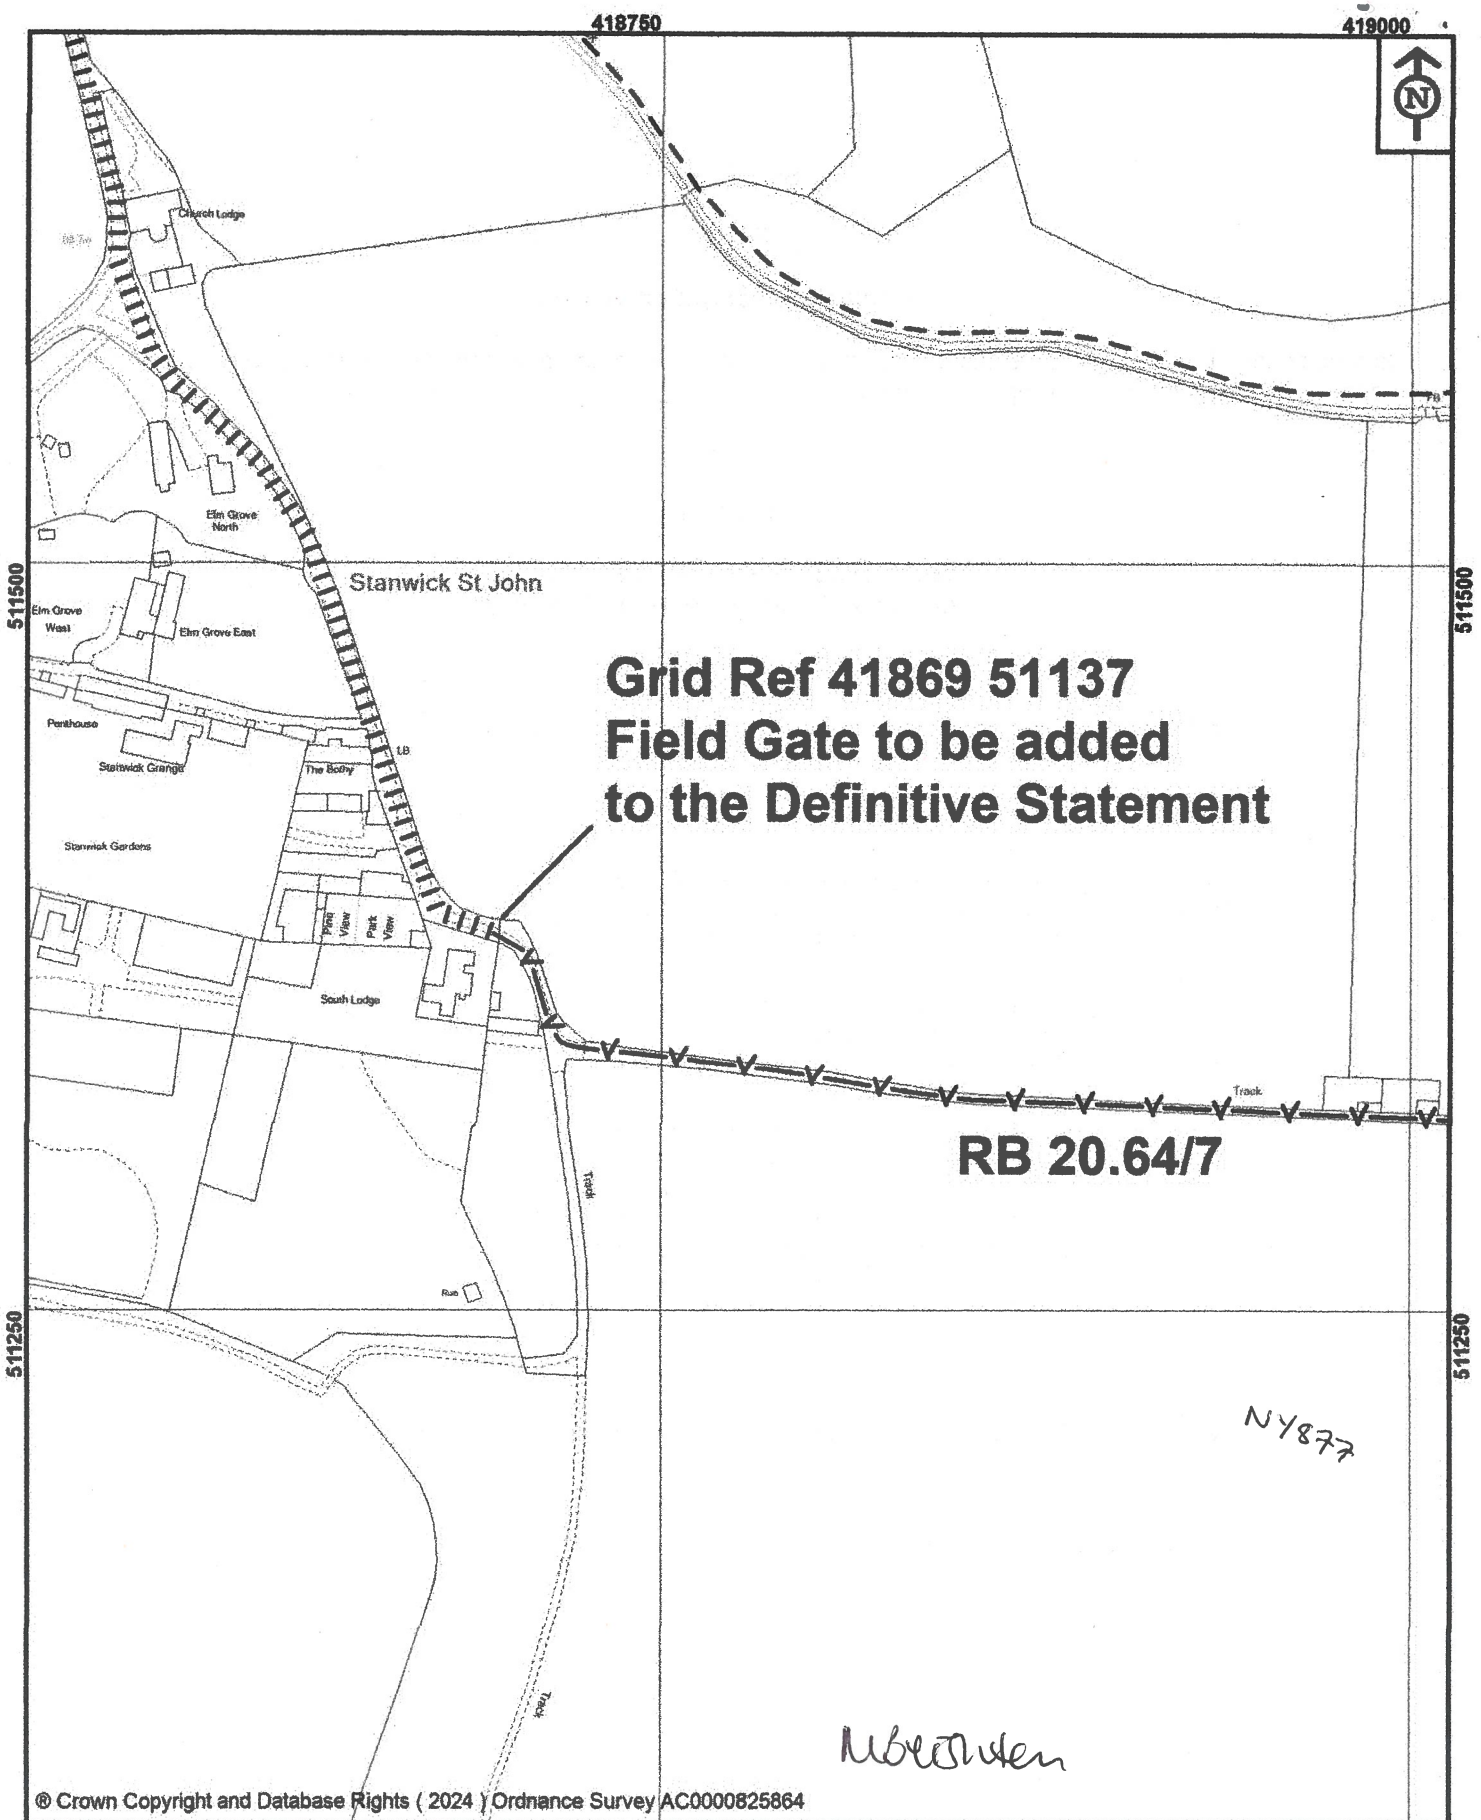 418750
419000
N
Church Lodge
Elm Grove
North
511500
511500
Stanwick St John
Elm Grove
West
Elm Grove East
Grid Ref 41869 51137
Field Gate to be added
to the Definitive Statement
Penthouse
LB
Stanwick Grange
The Bothy
Stanwick Gardens
Pine
View
Park
View
South Lodge
Track
RB 20.64/7
Track
511250
511250
NY877
Track
® Crown Copyright and Database Rights ( 2024 ) Ordnance Survey AC0000825864
FB